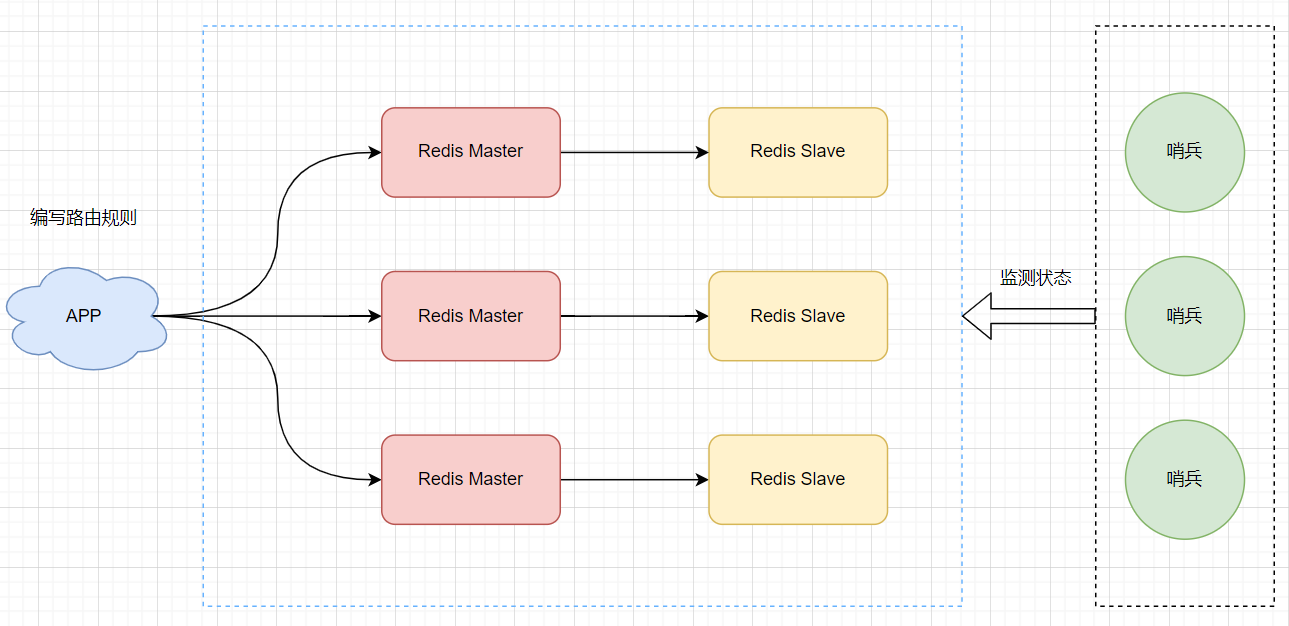 编写路由规则
APP
Redis Master
Redis Slave
Redis Master
Redis Slave
Redis Master
Redis Slave
监测状态
哨兵
哨兵
哨兵